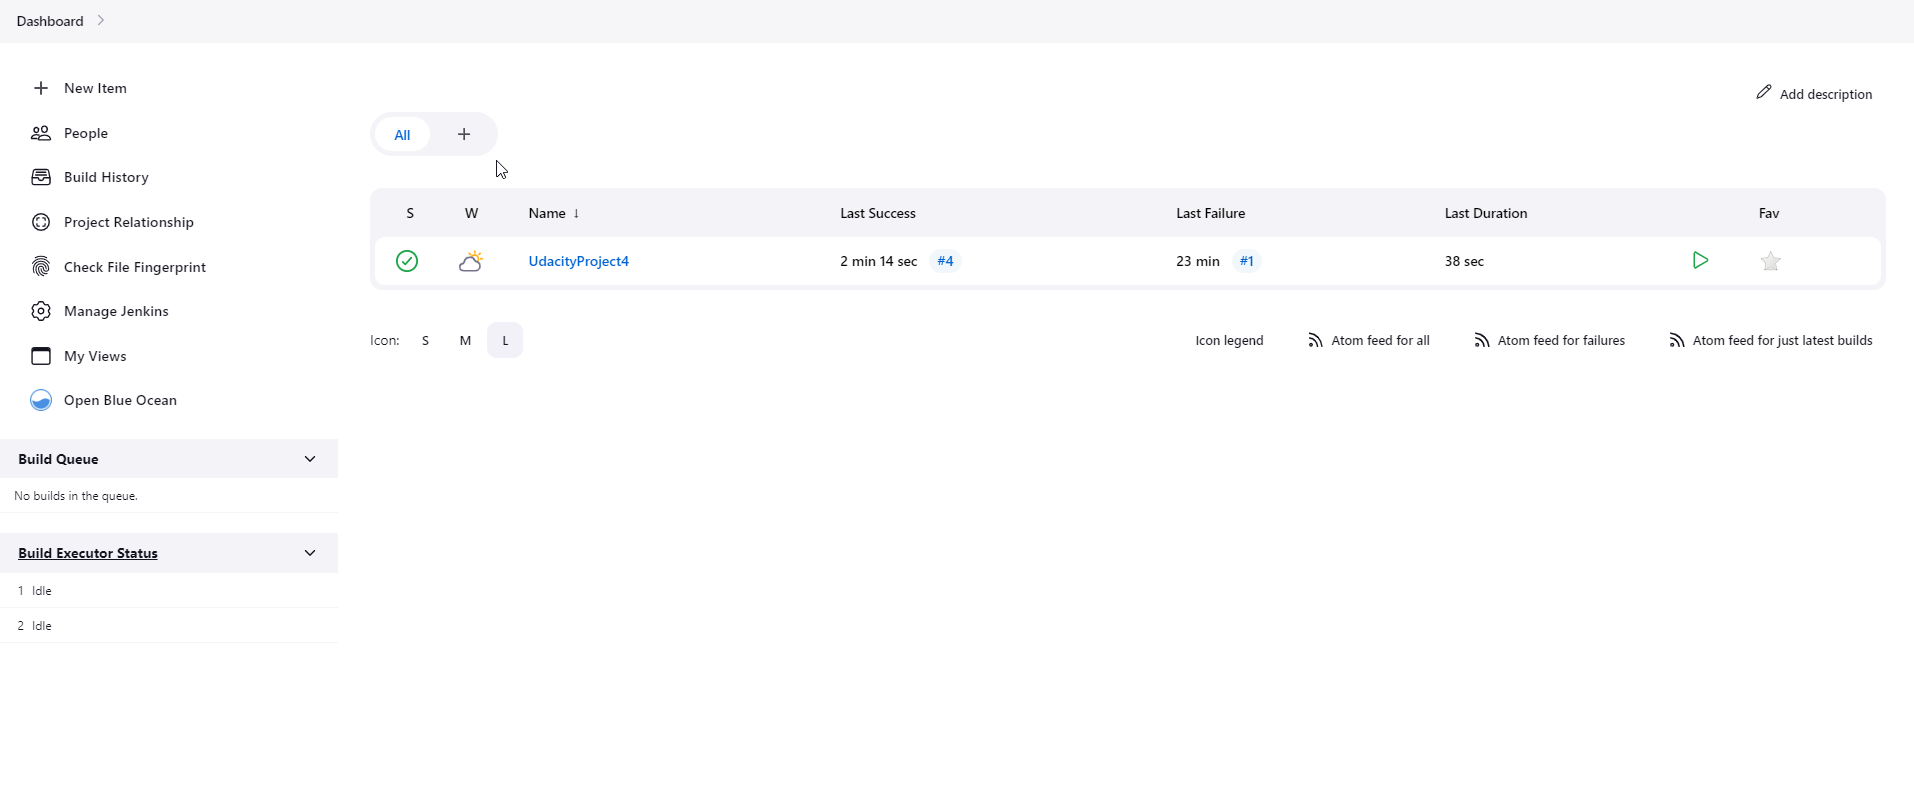 Dashboard
New Item
People
Build History
Project Relationship
Check File Fingerprint
Manage Jenkins
My Views
Open Blue Ocean
Build Queue
No builds in the queue.
Build Executor Status
1 Idle
2 Idle
Add description
All +
S W Name ↓ Last Success Last Failure Last Duration Fav
UdacityProject4 2 min 14 sec #4 23 min #1 38 sec
Icon: S M L
Icon legend Atom feed for all Atom feed for failures Atom feed for just latest builds